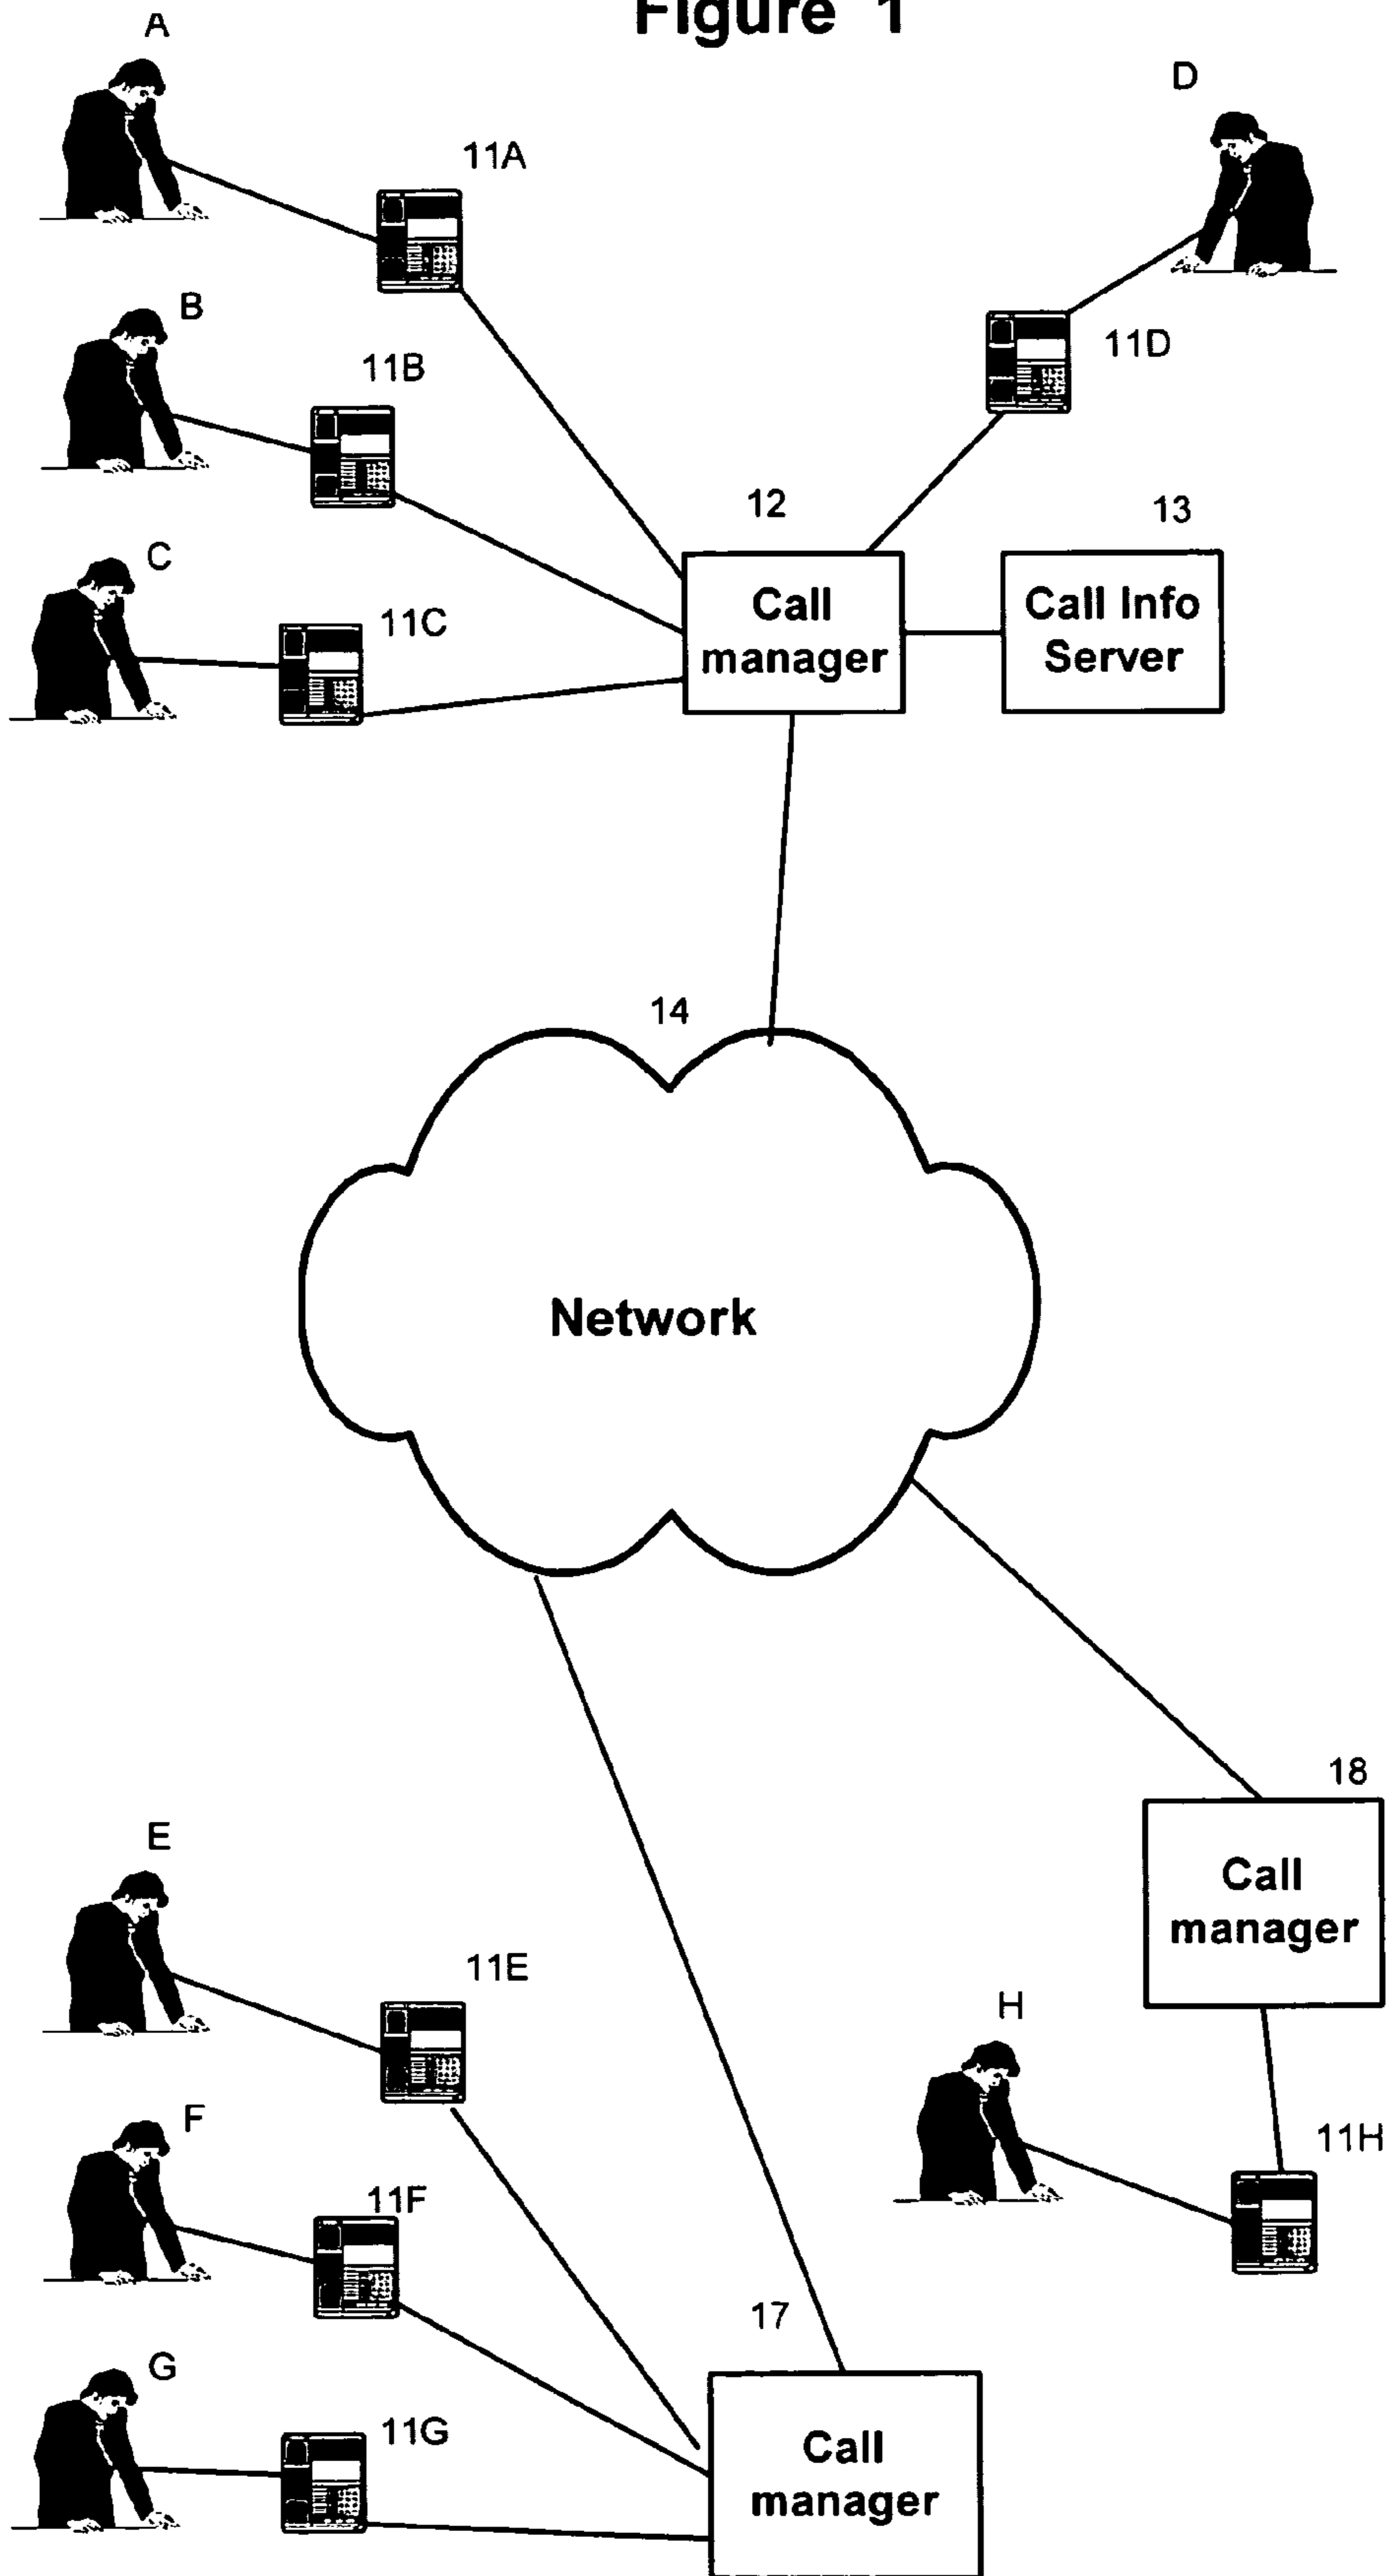 Figure 1
A
D
11A
B
11D
11B
12
13
C
Call
manager
Call Info
Server
11C
14
Network
18
E
Call
manager
11E
H
F
11H
11F
17
G
11G
Call
manager